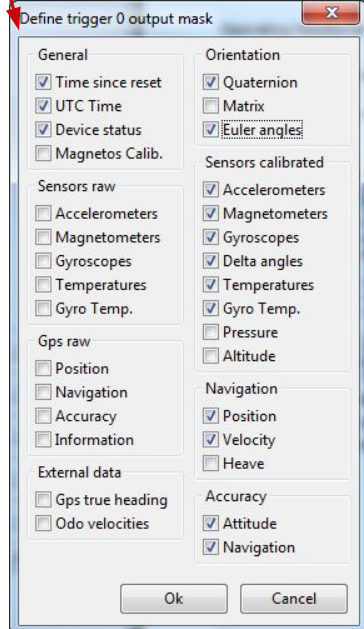 Define trigger 0 output mask
General
Time since reset
UTC Time
Device status
Magnetos Calib.
Sensors raw
Accelerometers
Magnetometers
Gyroscopes
Temperatures
Gyro Temp.
Gps raw
Position
Navigation
Accuracy
Information
External data
Gps true heading
Odo velocities
Orientation
Quaternion
Matrix
Euler angles
Sensors calibrated
Accelerometers
Magnetometers
Gyroscopes
Delta angles
Temperatures
Gyro Temp.
Pressure
Altitude
Navigation
Position
Velocity
Heave
Accuracy
Attitude
Navigation
Ok
Cancel